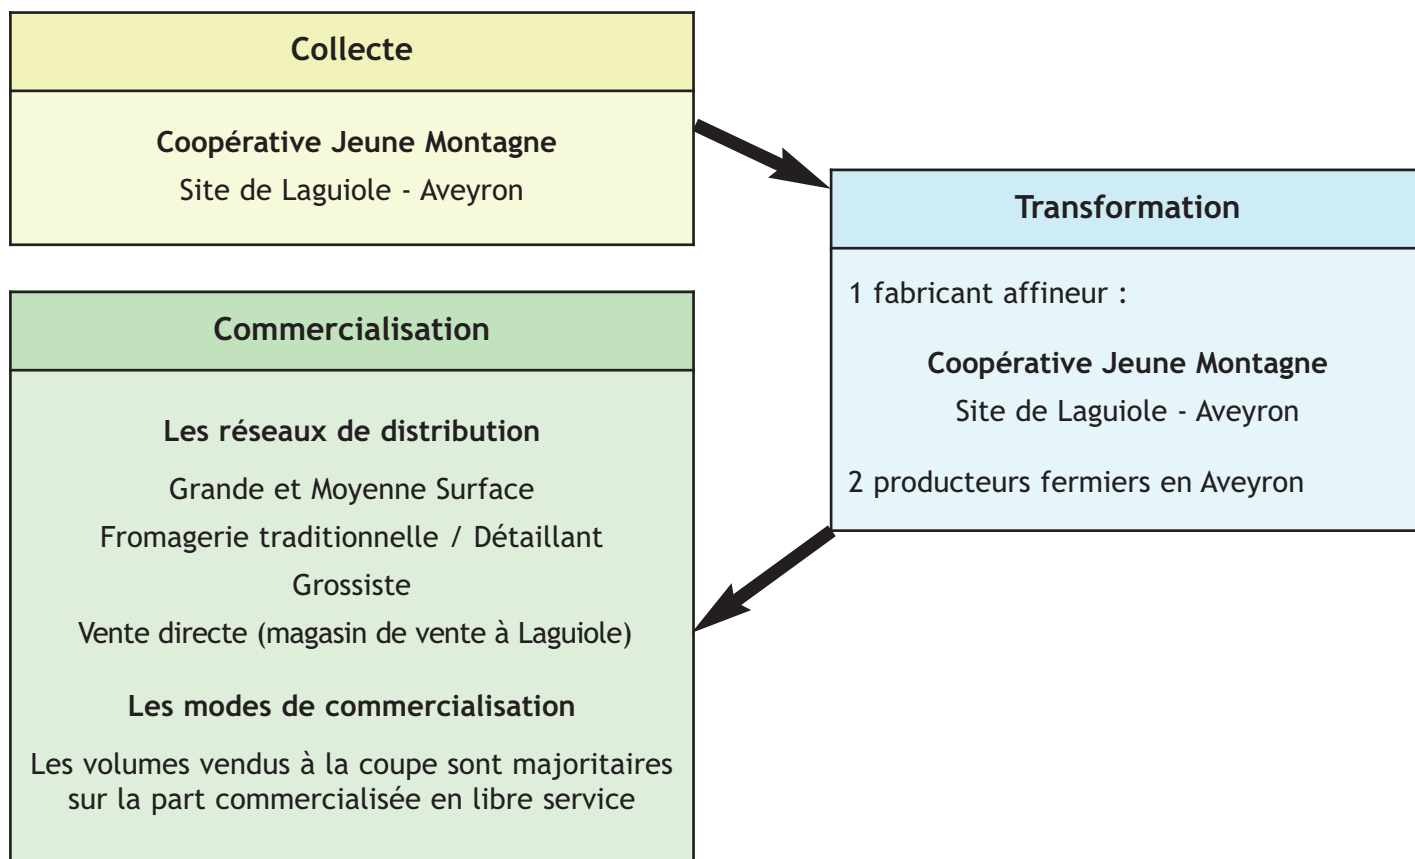 Collecte
Coopérative Jeune Montagne
Site de Laguiole - Aveyron
Transformation
1 fabricant affineur :
Coopérative Jeune Montagne
Site de Laguiole - Aveyron
2 producteurs fermiers en Aveyron
Commercialisation
Les réseaux de distribution
Grande et Moyenne Surface
Fromagerie traditionnelle / Détaillant
Grossiste
Vente directe (magasin de vente à Laguiole)
Les modes de commercialisation
Les volumes vendus à la coupe sont majoritaires
sur la part commercialisée en libre service